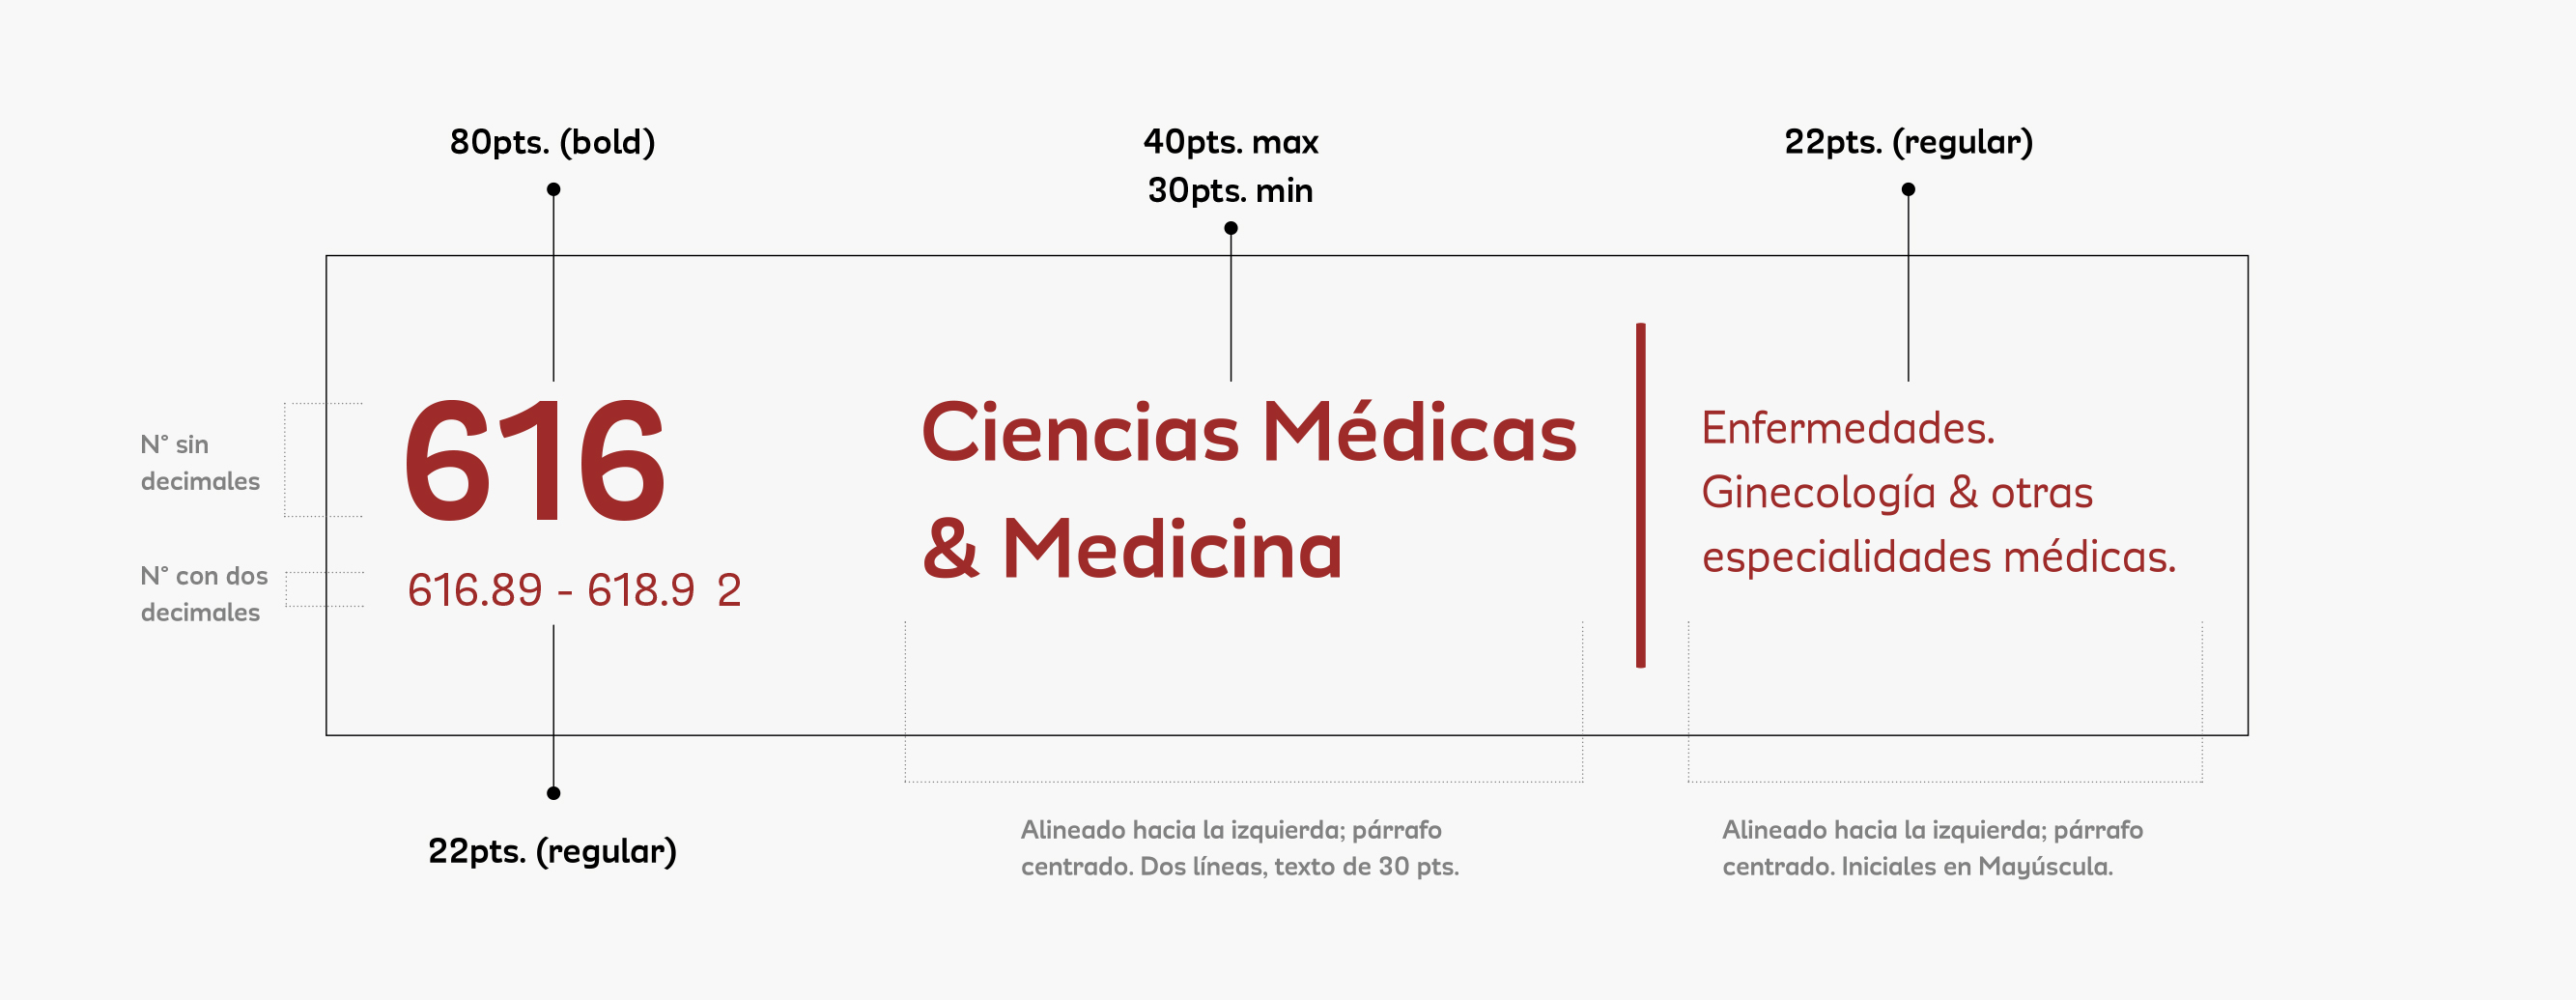 80pts. (bold)
40pts. max
30pts. min
22pts. (regular)
N° sin
decimales
616
N° con dos
decimales
616.89 - 618.9 2
Ciencias Médicas
& Medicina
Enfermedades.
Ginecología & otras
especialidades médicas.
22pts. (regular)
Alineado hacia la izquierda; párrafo
centrado. Dos líneas, texto de 30 pts.
Alineado hacia la izquierda; párrafo
centrado. Iniciales en Mayúscula.